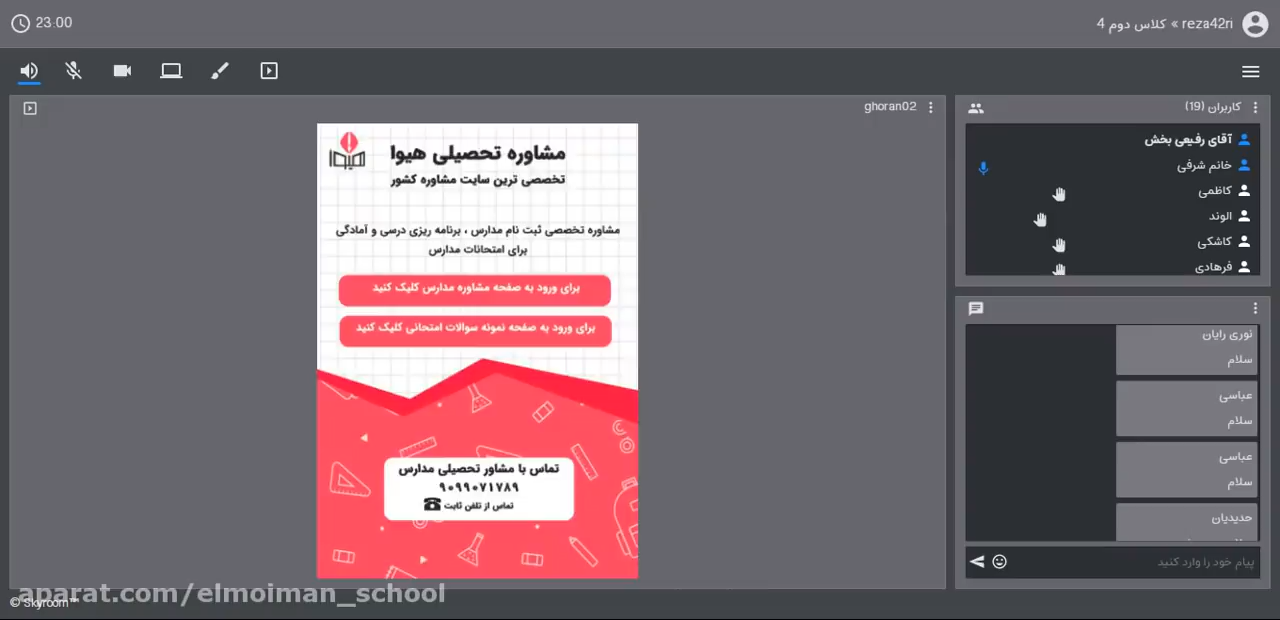 23:00
reza42ri » کلاس دوم 4
ghoran02
هیوا
مشاوره تحصیلی هیوا
تخصصی ترین سایت مشاوره کشور
مشاوره تخصصی ثبت نام مدارس ، برنامه ریزی درسی و آمادگی
برای امتحانات مدارس
برای ورود به صفحه مشاوره مدارس کلیک کنید
برای ورود به صفحه نمونه سوالات امتحانی کلیک کنید
تماس با مشاور تحصیلی مدارس
۹۰۹۹۰۷۱۷۸۹
تماس از تلفن ثابت
کاربران (19)
آقای رفیعی بخش
خانم شرفی
کاظمی
الوند
کاشکی
فرهادی
نوری رایان
سلام
عباسی
سلام
عباسی
سلام
حدیدیان
پیام خود را وارد کنید
aparat.com/elmoiman_school
© Skyroom™